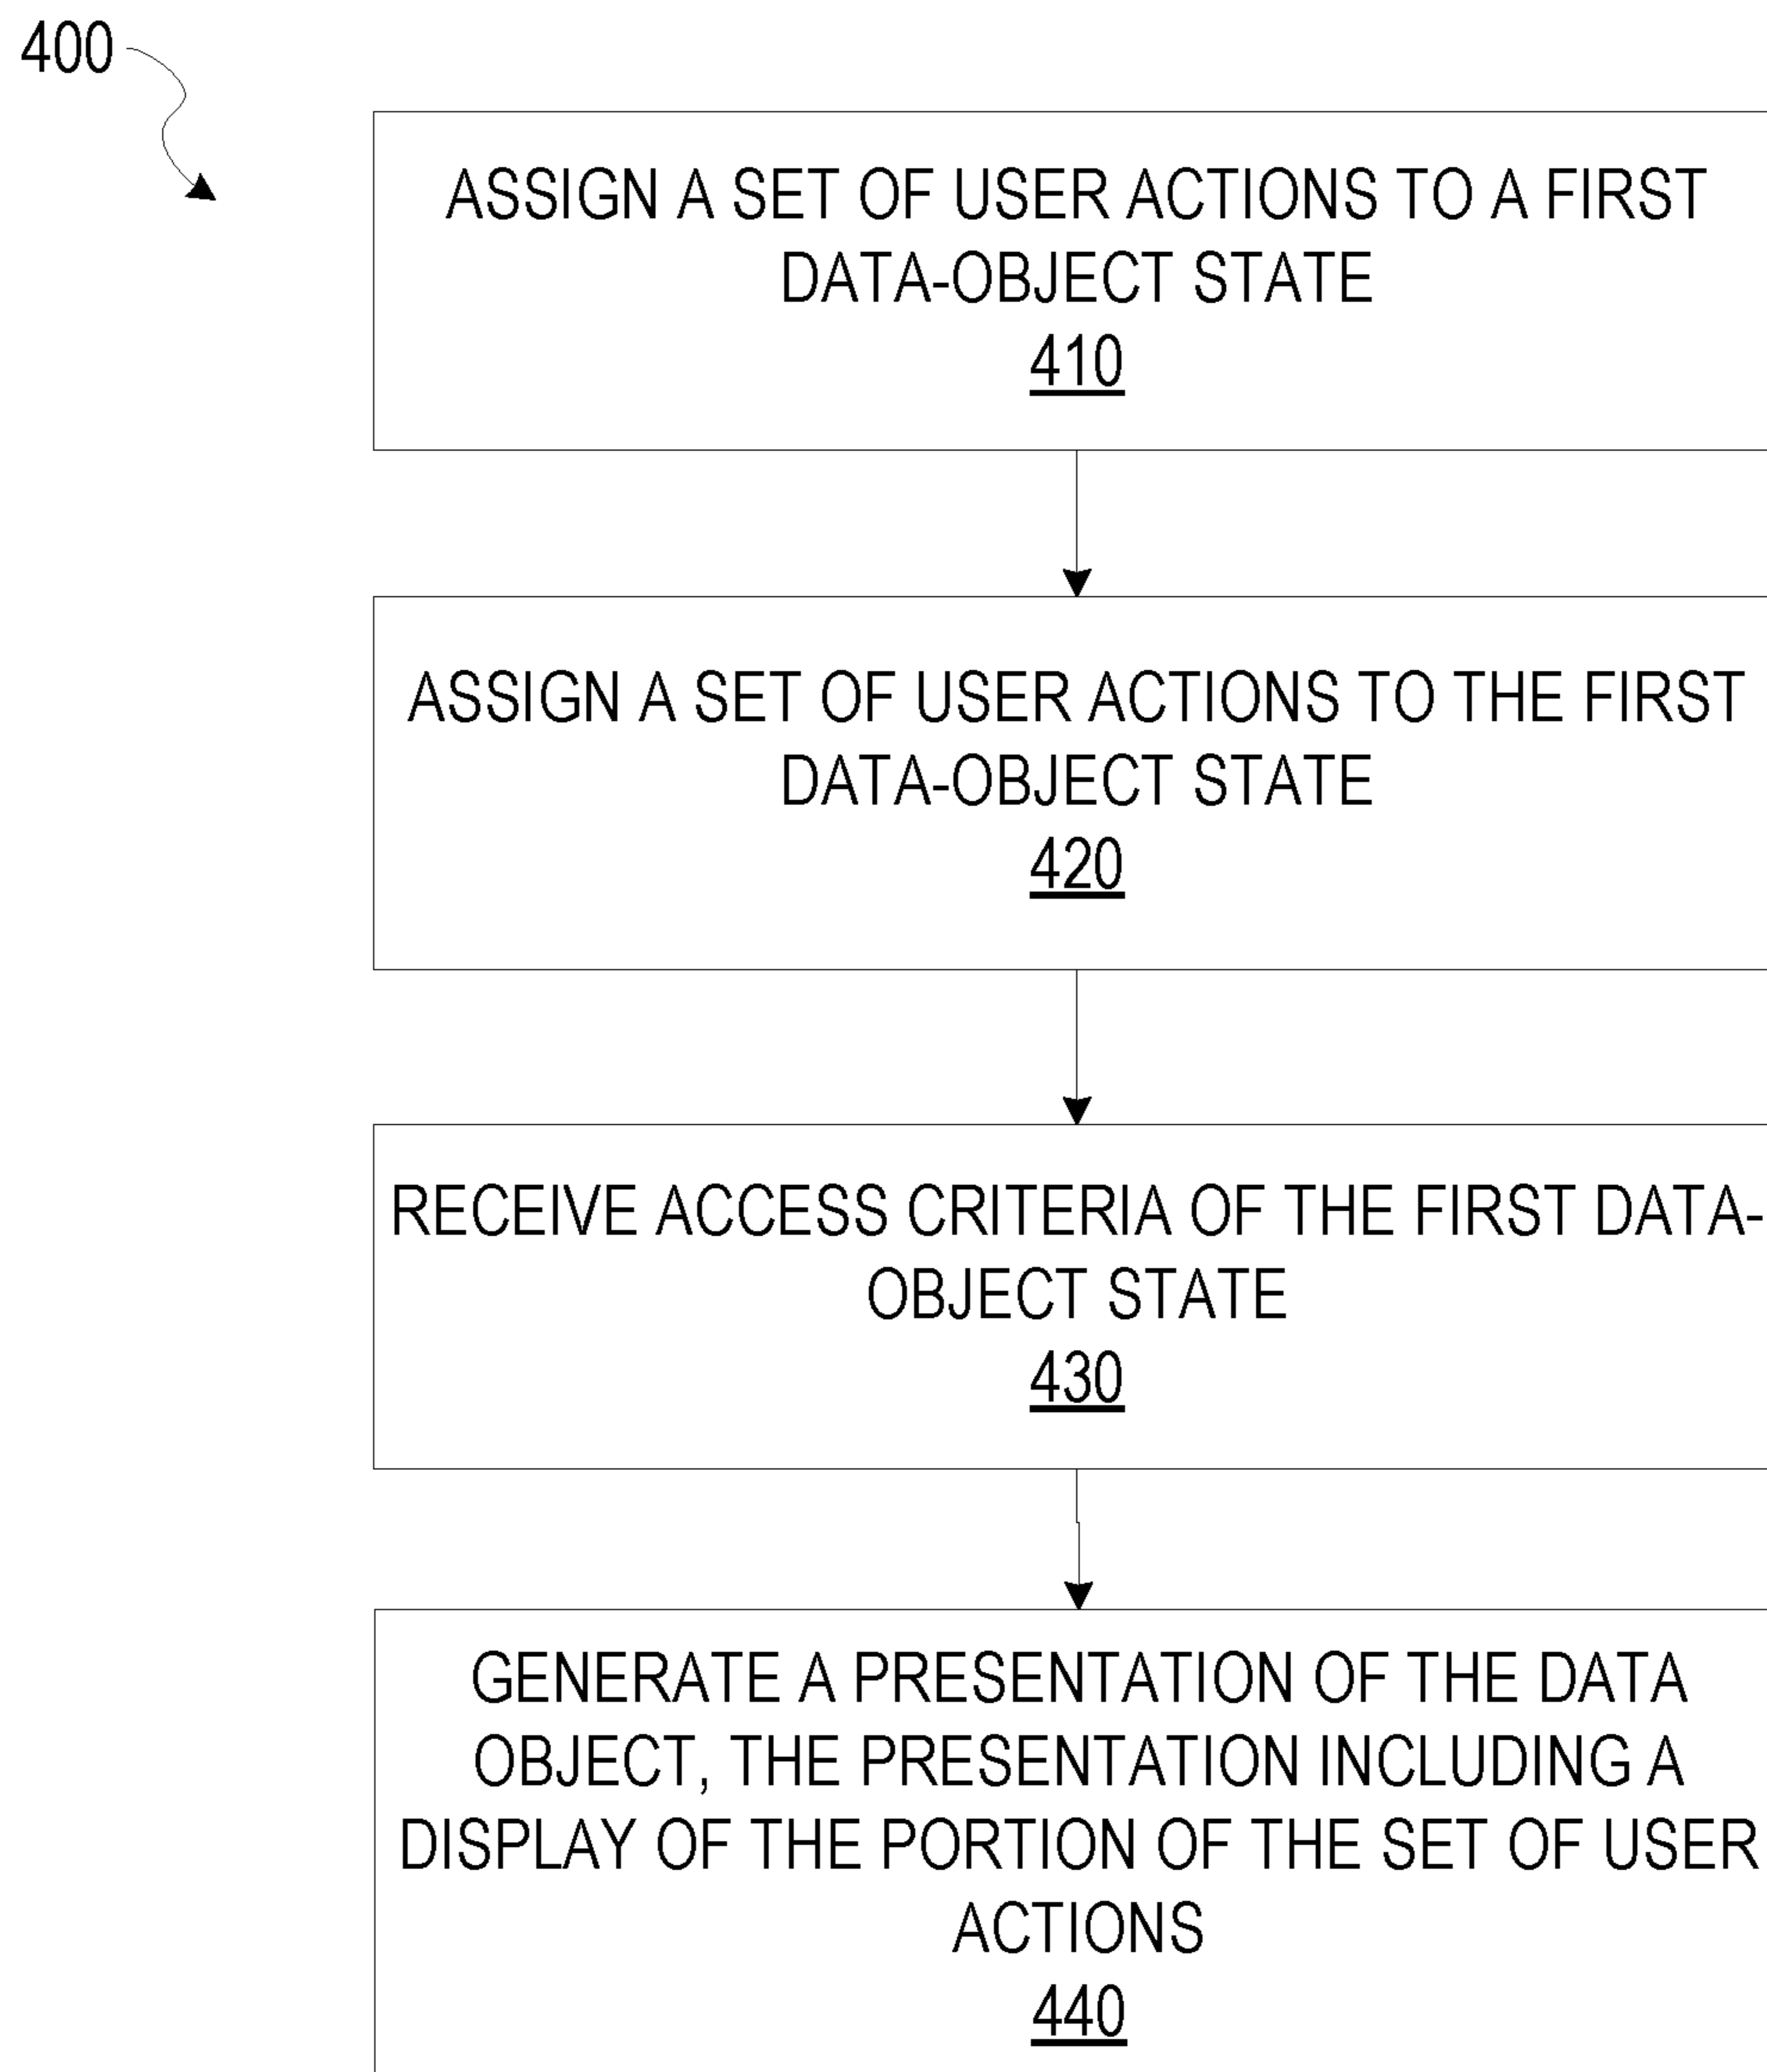 400
ASSIGN A SET OF USER ACTIONS TO A FIRST
DATA-OBJECT STATE
410
ASSIGN A SET OF USER ACTIONS TO THE FIRST
DATA-OBJECT STATE
420
RECEIVE ACCESS CRITERIA OF THE FIRST DATA-
OBJECT STATE
430
GENERATE A PRESENTATION OF THE DATA
OBJECT, THE PRESENTATION INCLUDING A
DISPLAY OF THE PORTION OF THE SET OF USER
ACTIONS
440